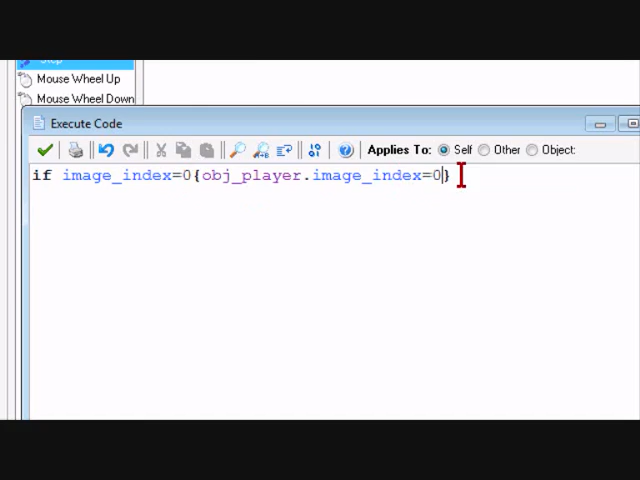 Step
Mouse Wheel Up
Mouse Wheel Down
Execute Code
Applies To: Self Other Object:
if image_index=0{obj_player.image_index=0}